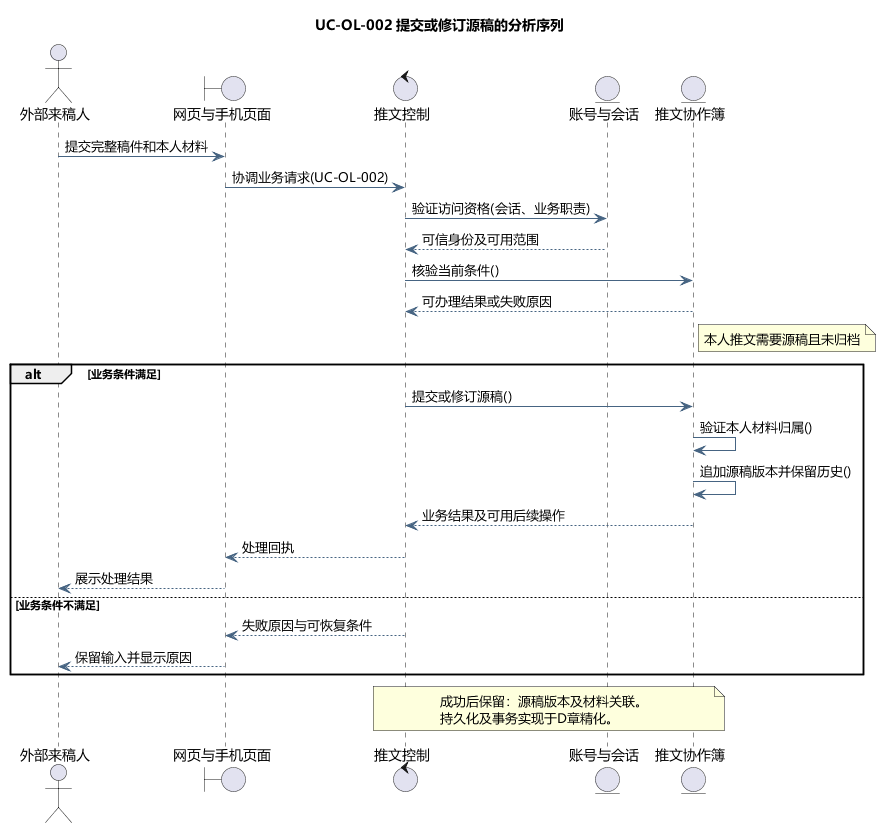 UC-OL-002 提交或修订源稿的分析序列
外部来稿人
网页与手机页面
推文控制
账号与会话
推文协作簿
提交完整稿件和本人材料
协调业务请求(UC-OL-002)
验证访问资格(会话、业务职责)
可信身份及可用范围
核验当前条件()
可办理结果或失败原因
本人推文需要源稿且未归档
alt
[业务条件满足]
提交或修订源稿()
验证本人材料归属()
追加源稿版本并保留历史()
业务结果及可用后续操作
处理回执
展示处理结果
[业务条件不满足]
失败原因与可恢复条件
保留输入并显示原因
成功后保留：源稿版本及材料关联。
持久化及事务实现于D章精化。
外部来稿人
网页与手机页面
推文控制
账号与会话
推文协作簿